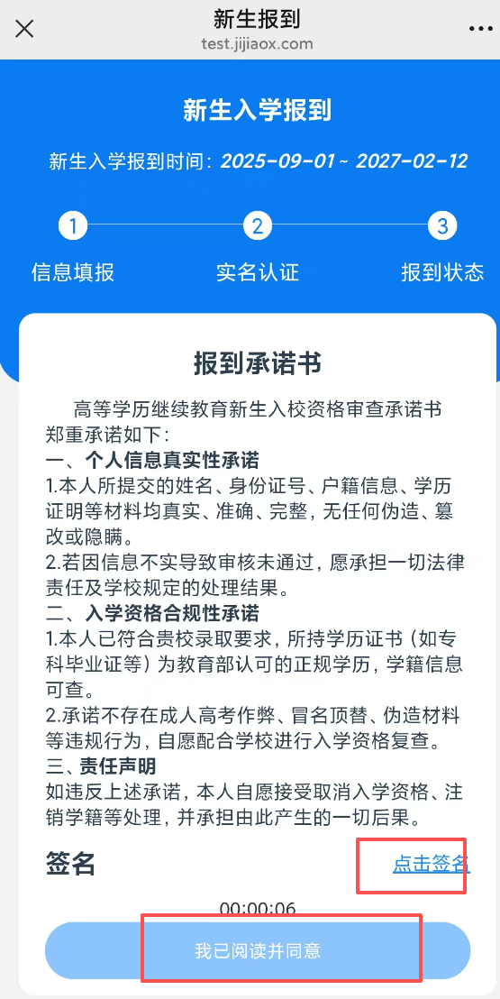 新生报到
test.jijiaox.com
新生入学报到
新生入学报到时间：2025-09-01 ~ 2027-02-12
1 2 3
信息填报 实名认证 报到状态
报到承诺书
高等学历继续教育新生入校资格审查承诺书
郑重承诺如下：
一、个人信息真实性承诺
1.本人所提交的姓名、身份证号、户籍信息、学历
证明等材料均真实、准确、完整，无任何伪造、篡
改或隐瞒。
2.若因信息不实导致审核未通过，愿承担一切法律
责任及学校规定的处理结果。
二、入学资格合规性承诺
1.本人已符合贵校录取要求，所持学历证书（如专
科毕业证等）为教育部认可的正规学历，学籍信息
可查。
2.承诺不存在成人高考作弊、冒名顶替、伪造材料
等违规行为，自愿配合学校进行入学资格复查。
三、责任声明
如违反上述承诺，本人自愿接受取消入学资格、注
销学籍等处理，并承担由此产生的一切后果。
签名 点击签名
00:00:06
我已阅读并同意